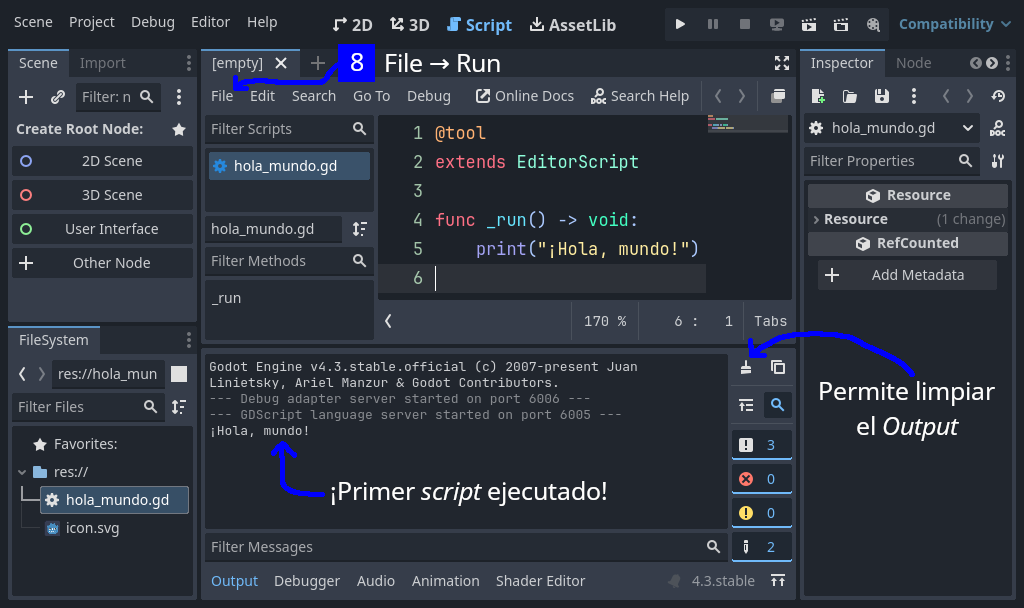 Scene Project Debug Editor Help
2D 3D Script AssetLib
Compatibility
Scene Import
Filter: n
Create Root Node:
2D Scene
3D Scene
User Interface
Other Node
FileSystem
res://hola_mun
Filter Files
Favorites:
res://
hola_mundo.gd
icon.svg
[empty]
8 File → Run
File Edit Search Go To Debug Online Docs Search Help
Filter Scripts
hola_mundo.gd
hola_mundo.gd
Filter Methods
_run
1 @tool
2 extends EditorScript
3
4 func _run() -> void:
5 print("¡Hola, mundo!")
6
170 % 6 : 1 Tabs
Godot Engine v4.3.stable.official (c) 2007-present Juan
Linietsky, Ariel Manzur & Godot Contributors.
--- Debug adapter server started on port 6006 ---
--- GDScript language server started on port 6005 ---
¡Hola, mundo!
¡Primer script ejecutado!
3
0
0
2
Filter Messages
Output Debugger Audio Animation Shader Editor 4.3.stable
Inspector Node
DOC
hola_mundo.gd
DOC
Filter Properties
Resource
Resource (1 change)
RefCounted
Add Metadata
Permite limpiar
el Output